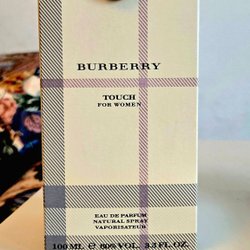 BURBERRY
TOUCH
FOR WOMEN
EAU DE PARFUM
NATURAL SPRAY
VAPORISATEUR
100 ML ℮ 80% VOL. 3.3 FL. OZ.